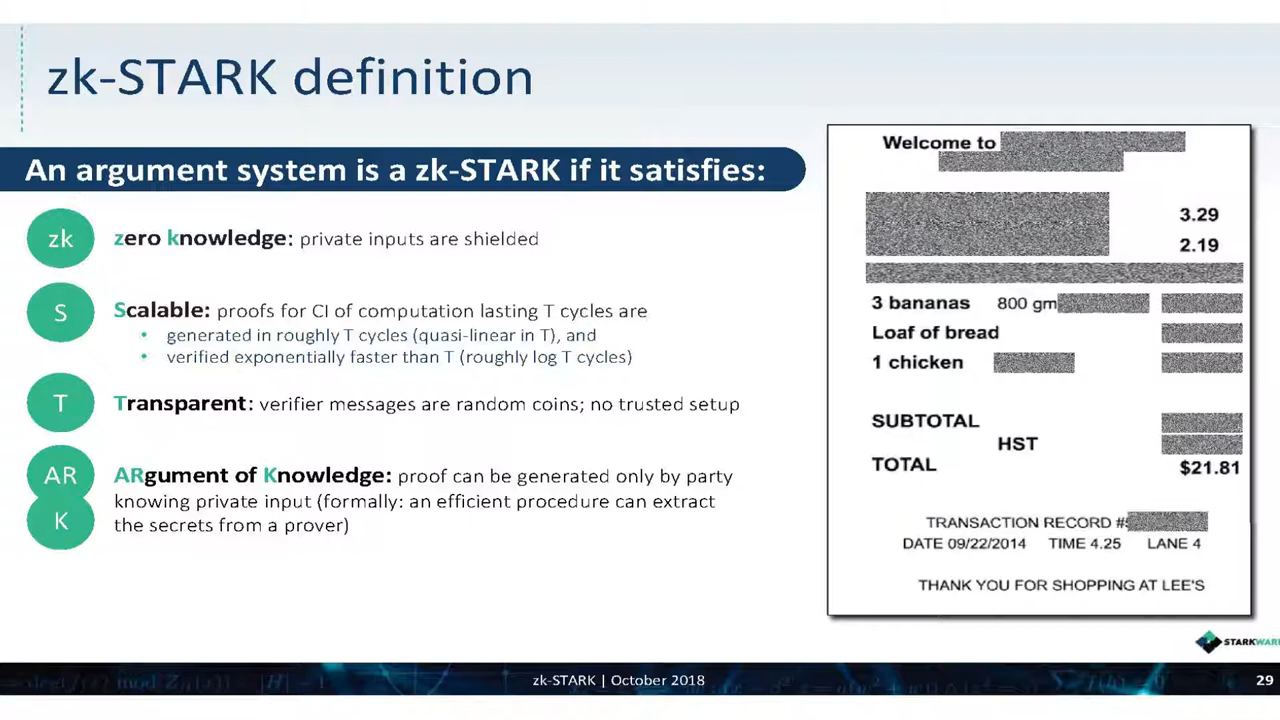 zk-STARK definition
An argument system is a zk-STARK if it satisfies:
zk
zero knowledge: private inputs are shielded
S
Scalable: proofs for CI of computation lasting T cycles are
• generated in roughly T cycles (quasi-linear in T), and
• verified exponentially faster than T (roughly log T cycles)
T
Transparent: verifier messages are random coins; no trusted setup
AR
K
ARgument of Knowledge: proof can be generated only by party
knowing private input (formally: an efficient procedure can extract
the secrets from a prover)
Welcome to
3.29
2.19
3 bananas 800 gm
Loaf of bread
1 chicken
SUBTOTAL
HST
TOTAL $21.81
TRANSACTION RECORD #
DATE 09/22/2014 TIME 4.25 LANE 4
THANK YOU FOR SHOPPING AT LEE'S
STARKWARE
zk-STARK | October 2018
29